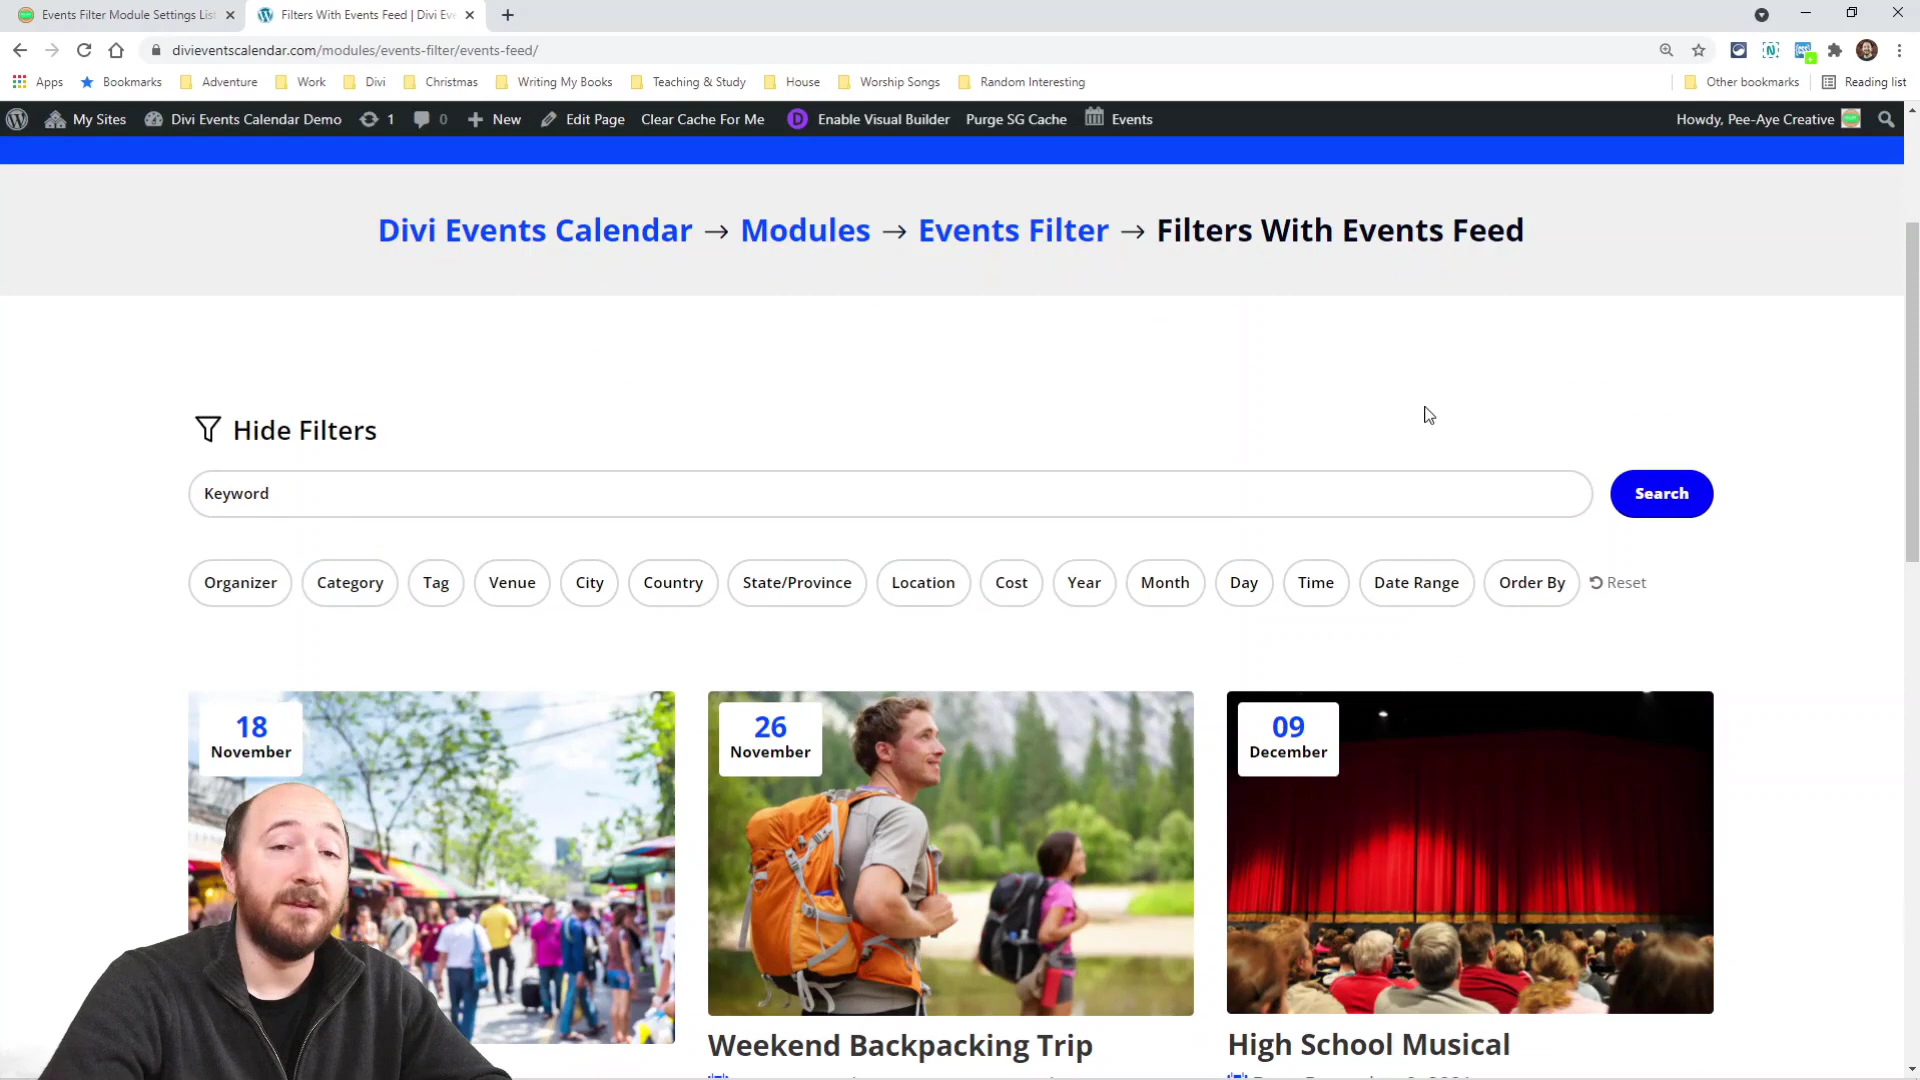 Events Filter Module Settings List
Filters With Events Feed | Divi Eve
divieventscalendar.com/modules/events-filter/events-feed/
Apps
Bookmarks
Adventure
Work
Divi
Christmas
Writing My Books
Teaching & Study
House
Worship Songs
Random Interesting
Other bookmarks
Reading list
My Sites
Divi Events Calendar Demo
1
0
New
Edit Page
Clear Cache For Me
Enable Visual Builder
Purge SG Cache
Events
Howdy, Pee-Aye Creative
Divi Events Calendar → Modules → Events Filter → Filters With Events Feed
Hide Filters
Keyword
Search
Organizer
Category
Tag
Venue
City
Country
State/Province
Location
Cost
Year
Month
Day
Time
Date Range
Order By
Reset
18
November
26
November
09
December
Weekend Backpacking Trip
High School Musical